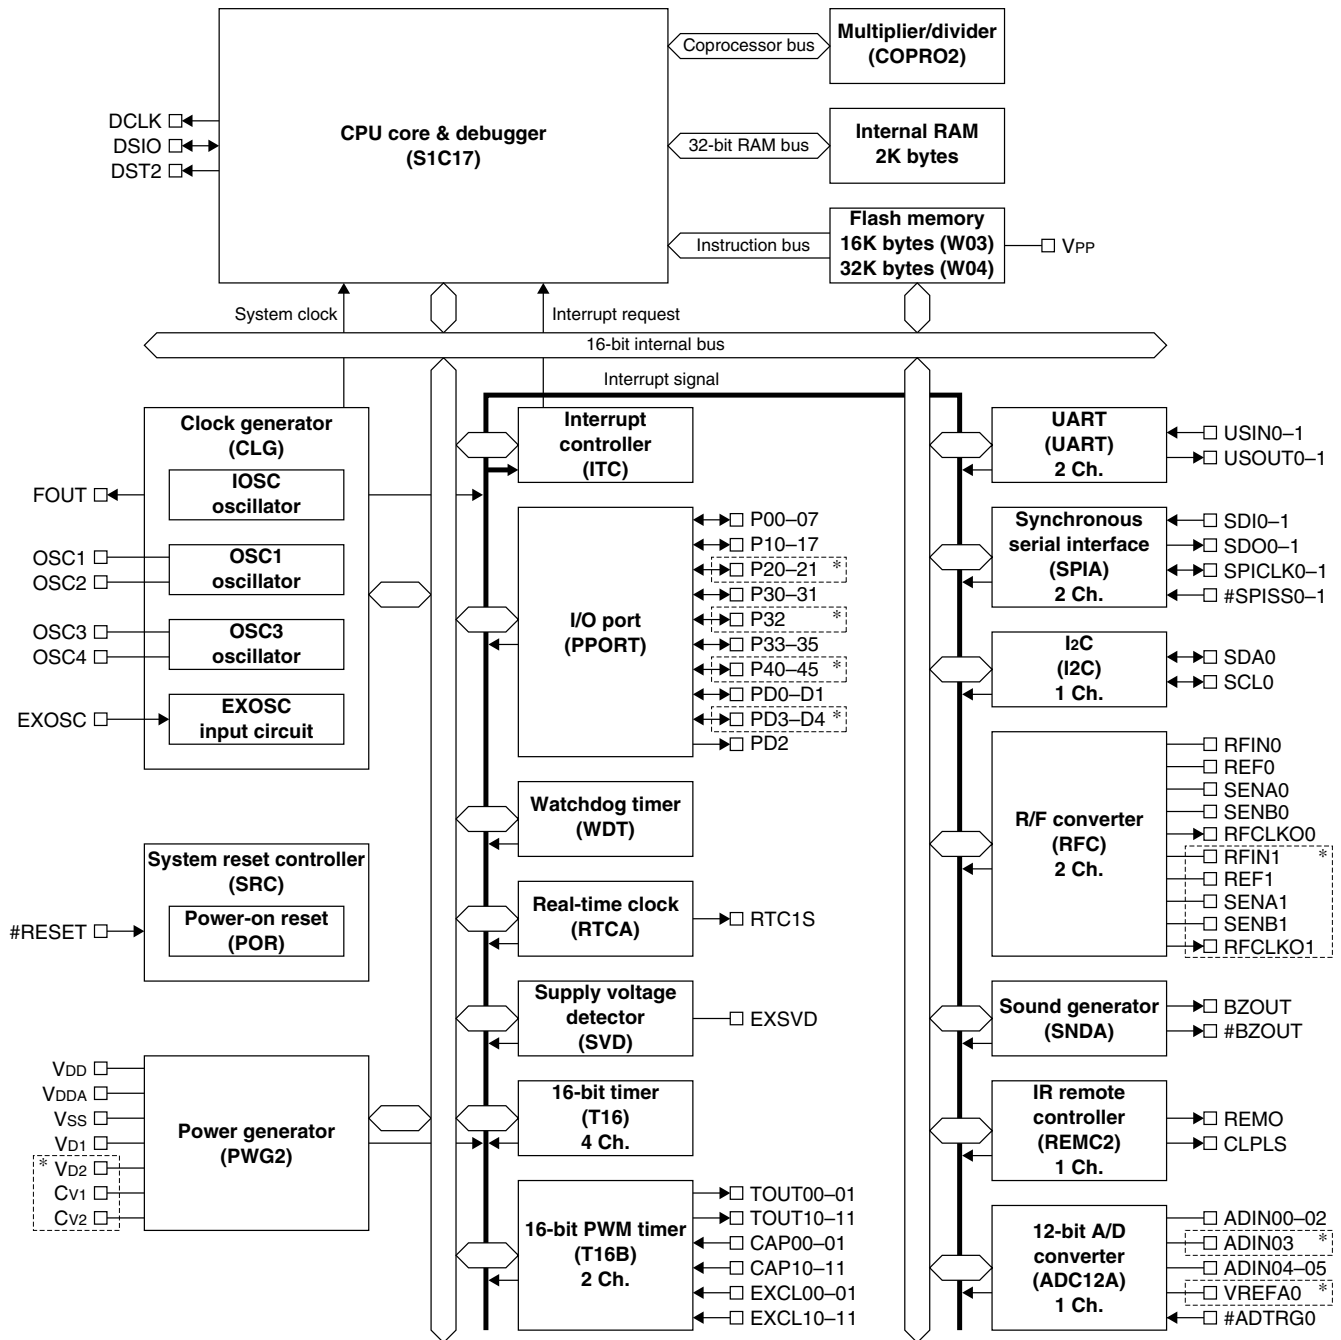 CPU core & debugger
(S1C17)
DCLK
DSIO
DST2
Coprocessor bus
Multiplier/divider
(COPRO2)
32-bit RAM bus
Internal RAM
2K bytes
Instruction bus
Flash memory
16K bytes (W03)
32K bytes (W04)
VPP
System clock
Interrupt request
16-bit internal bus
Interrupt signal
Clock generator
(CLG)
IOSC
oscillator
OSC1
oscillator
OSC3
oscillator
EXOSC
input circuit
FOUT
OSC1
OSC2
OSC3
OSC4
EXOSC
System reset controller
(SRC)
Power-on reset
(POR)
#RESET
Power generator
(PWG2)
VDD
VDDA
VSS
VD1
* VD2
CV1
CV2
Interrupt
controller
(ITC)
I/O port
(PPORT)
P00–07
P10–17
P20–21 *
P30–31
P32 *
P33–35
P40–45 *
PD0–D1
PD3–D4 *
PD2
Watchdog timer
(WDT)
Real-time clock
(RTCA)
RTC1S
Supply voltage
detector
(SVD)
EXSVD
16-bit timer
(T16)
4 Ch.
16-bit PWM timer
(T16B)
2 Ch.
TOUT00–01
TOUT10–11
CAP00–01
CAP10–11
EXCL00–01
EXCL10–11
UART
(UART)
2 Ch.
USIN0–1
USOUT0–1
Synchronous
serial interface
(SPIA)
2 Ch.
SDI0–1
SDO0–1
SPICLK0–1
#SPISS0–1
I2C
(I2C)
1 Ch.
SDA0
SCL0
R/F converter
(RFC)
2 Ch.
RFIN0
REF0
SENA0
SENB0
RFCLKO0
RFIN1 *
REF1
SENA1
SENB1
RFCLKO1
Sound generator
(SNDA)
BZOUT
#BZOUT
IR remote
controller
(REMC2)
1 Ch.
REMO
CLPLS
12-bit A/D
converter
(ADC12A)
1 Ch.
ADIN00–02
ADIN03 *
ADIN04–05
VREFA0 *
#ADTRG0